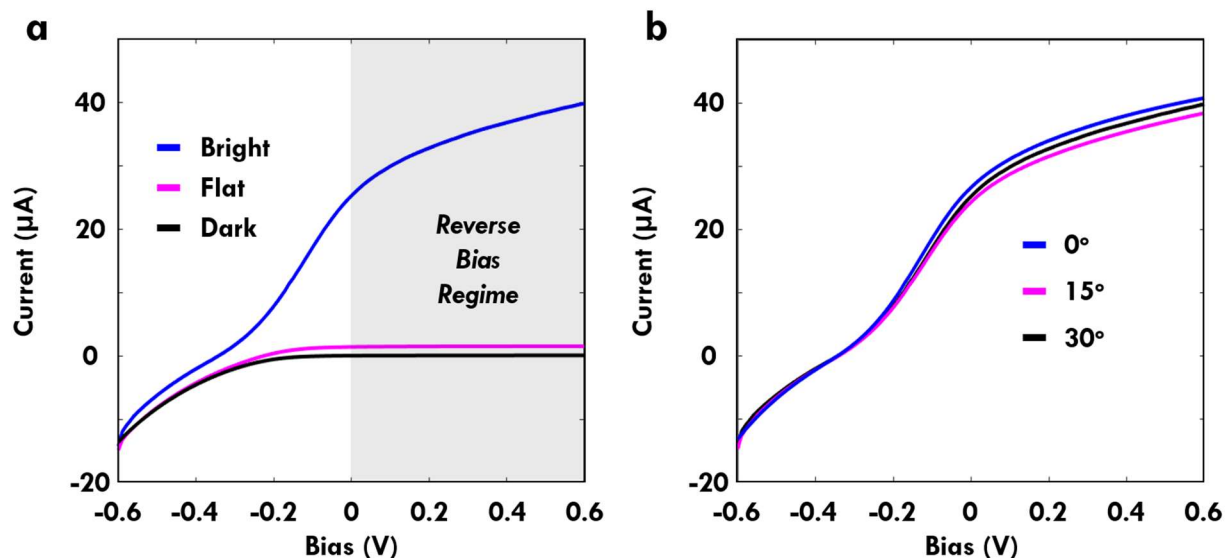 a
40
20
0
-20
Current (μA)
Bright
Flat
Dark
Reverse
Bias
Regime
-0.6 -0.4 -0.2 0 0.2 0.4 0.6
Bias (V)
b
40
20
0
-20
Current (μA)
0°
15°
30°
-0.6 -0.4 -0.2 0 0.2 0.4 0.6
Bias (V)